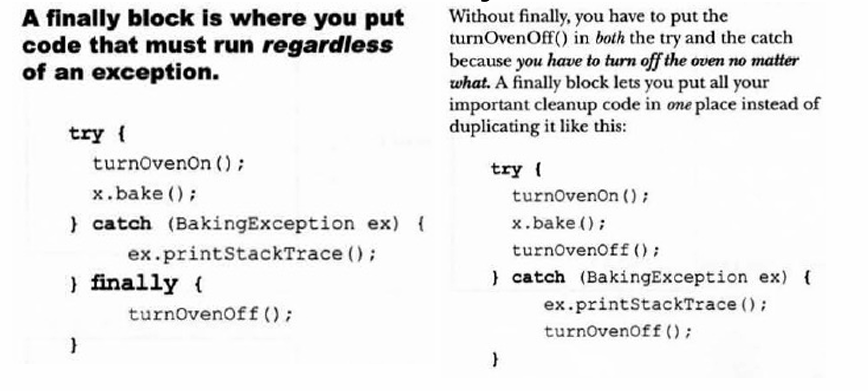 A finally block is where you put
code that must run regardless
of an exception.
try {
turnOvenOn();
x.bake();
} catch (BakingException ex) {
ex.printStackTrace();
} finally {
turnOvenOff();
}
Without finally, you have to put the
turnOvenOff() in both the try and the catch
because you have to turn off the oven no matter
what. A finally block lets you put all your
important cleanup code in one place instead of
duplicating it like this:
try {
turnOvenOn();
x.bake();
turnOvenOff();
} catch (BakingException ex) {
ex.printStackTrace();
turnOvenOff();
}